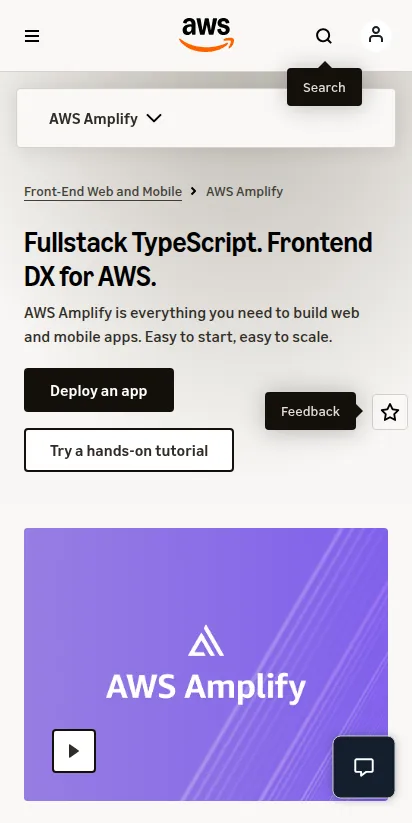 aws
Search
AWS Amplify
Front-End Web and Mobile
AWS Amplify
Fullstack TypeScript. Frontend
DX for AWS.
AWS Amplify is everything you need to build web
and mobile apps. Easy to start, easy to scale.
Deploy an app
Feedback
Try a hands-on tutorial
AWS Amplify